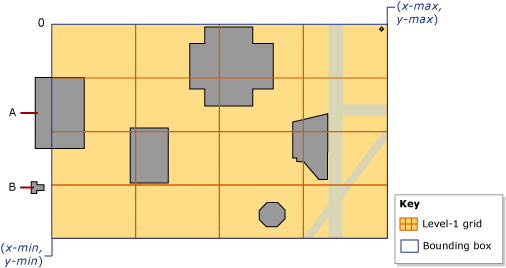 (x-max,
y-max)
0
A
B
(x-min,
y-min)
Key
Level-1 grid
Bounding box